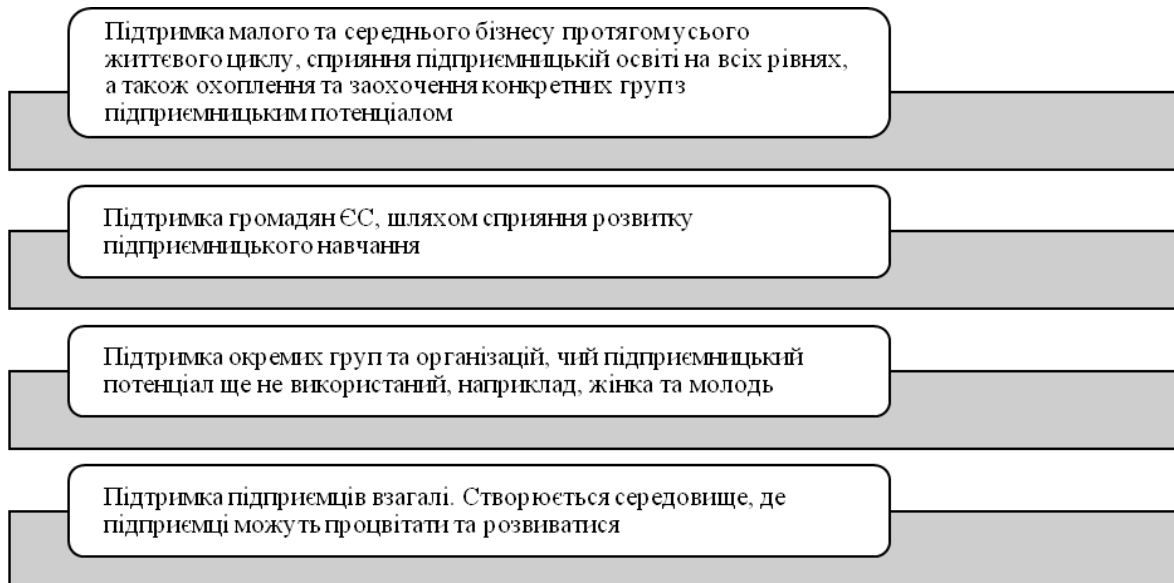 Підтримка малого та середнього бізнесу протягом усього
життєвого циклу, сприяння підприємницькій освіті на всіх рівнях,
а також охоплення та заохочення конкретних груп з
підприємницьким потенціалом
Підтримка громадян ЄС, шляхом сприяння розвитку
підприємницького навчання
Підтримка окремих груп та організацій, чий підприємницький
потенціал ще не використаний, наприклад, жінка та молодь
Підтримка підприємців взагалі. Створюється середовище, де
підприємці можуть процвітати та розвиватися